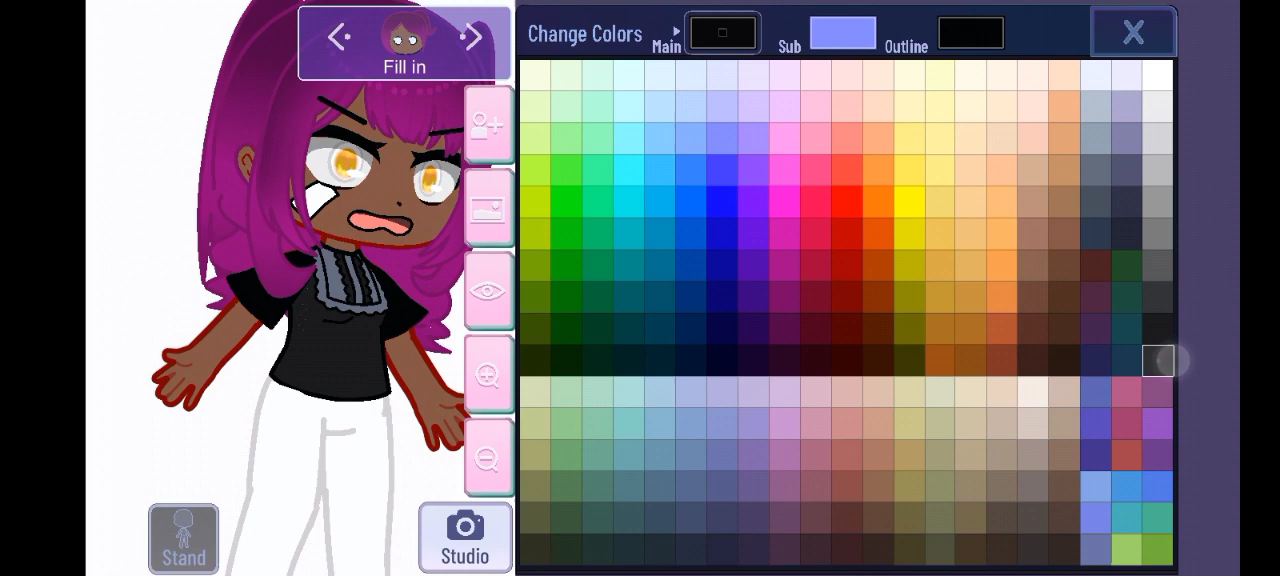 Fill in
Change Colors
Main
Sub
Outline
X
Stand
Studio